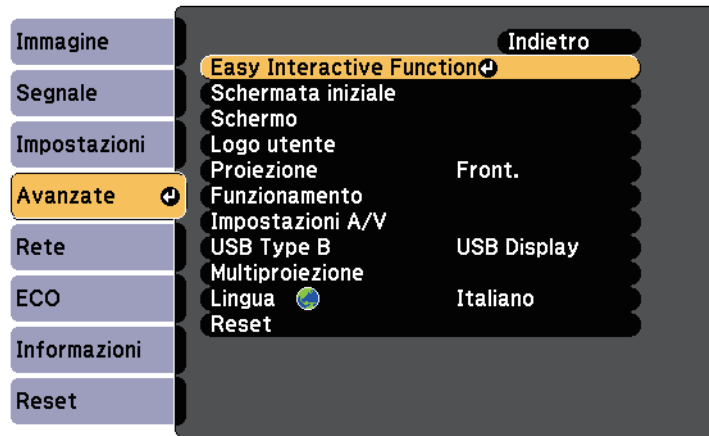 Immagine
Segnale
Impostazioni
Avanzate
Rete
ECO
Informazioni
Reset
Indietro
Easy Interactive Function
Schermata iniziale
Schermo
Logo utente
Proiezione Front.
Funzionamento
Impostazioni A/V
USB Type B USB Display
Multiproiezione
Lingua Italiano
Reset